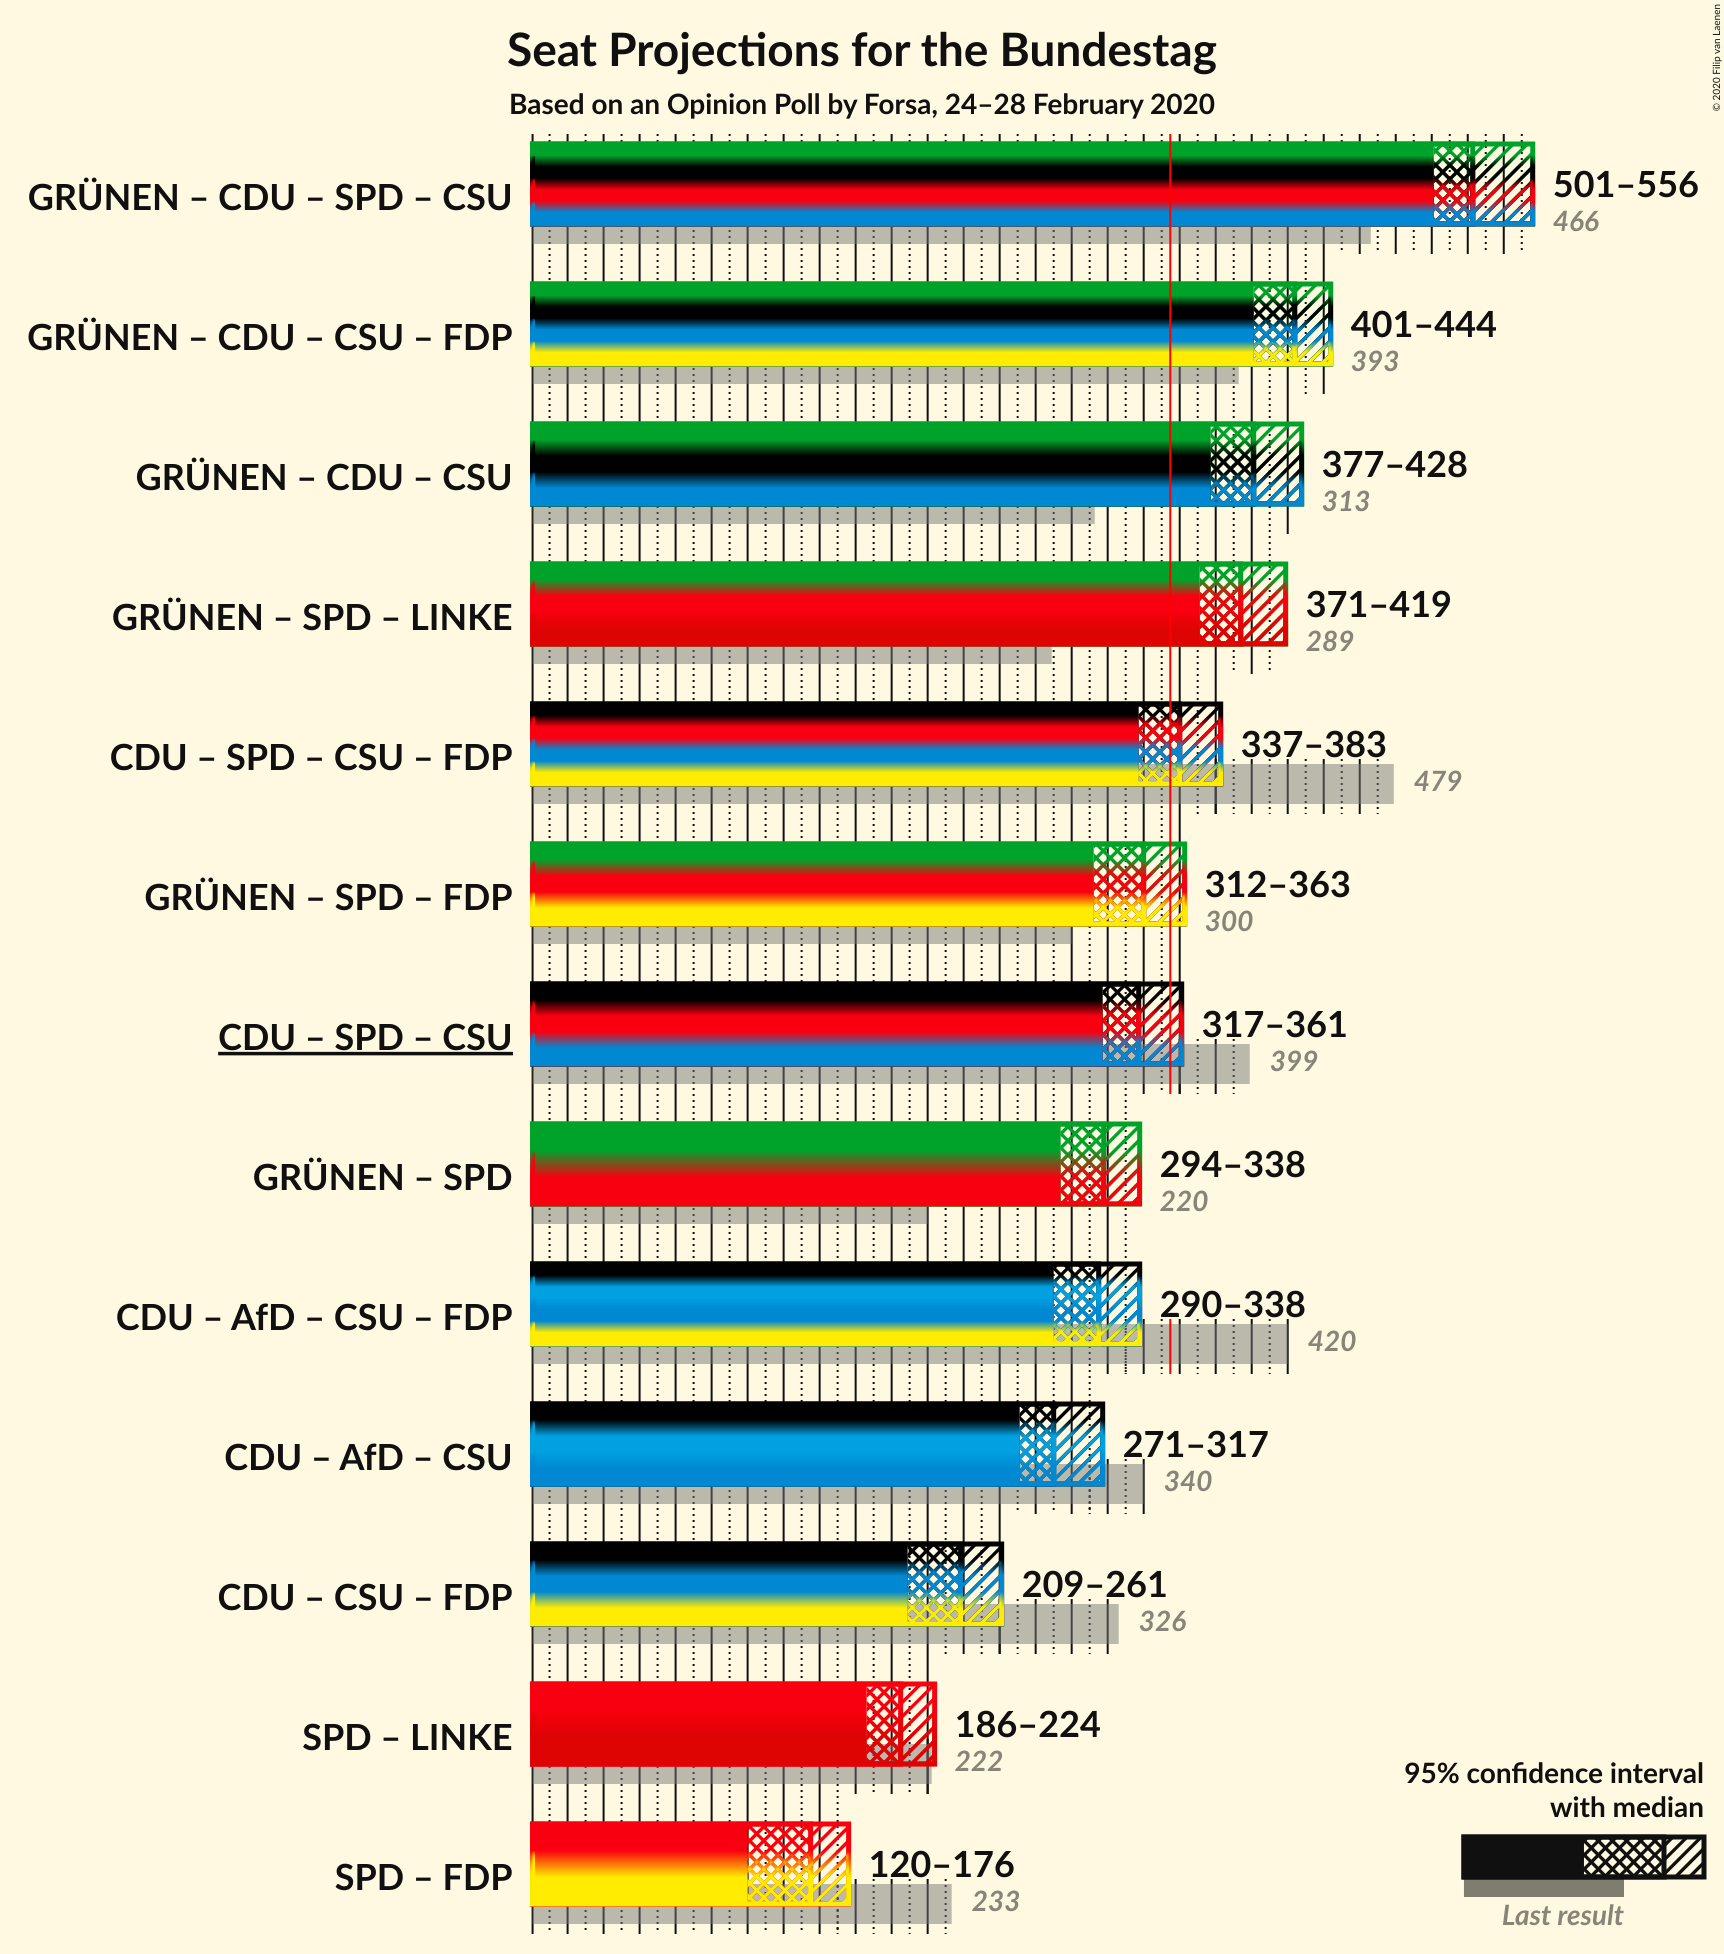 Seat Projections for the Bundestag
Based on an Opinion Poll by Forsa, 24–28 February 2020
© 2020 Filip van Laenen
GRÜNEN – CDU – SPD – CSU
501–556
466
GRÜNEN – CDU – CSU – FDP
401–444
393
GRÜNEN – CDU – CSU
377–428
313
GRÜNEN – SPD – LINKE
371–419
289
CDU – SPD – CSU – FDP
337–383
479
GRÜNEN – SPD – FDP
312–363
300
CDU – SPD – CSU
317–361
399
GRÜNEN – SPD
294–338
220
CDU – AfD – CSU – FDP
290–338
420
CDU – AfD – CSU
271–317
340
CDU – CSU – FDP
209–261
326
SPD – LINKE
186–224
222
SPD – FDP
120–176
233
95% confidence interval
with median
Last result